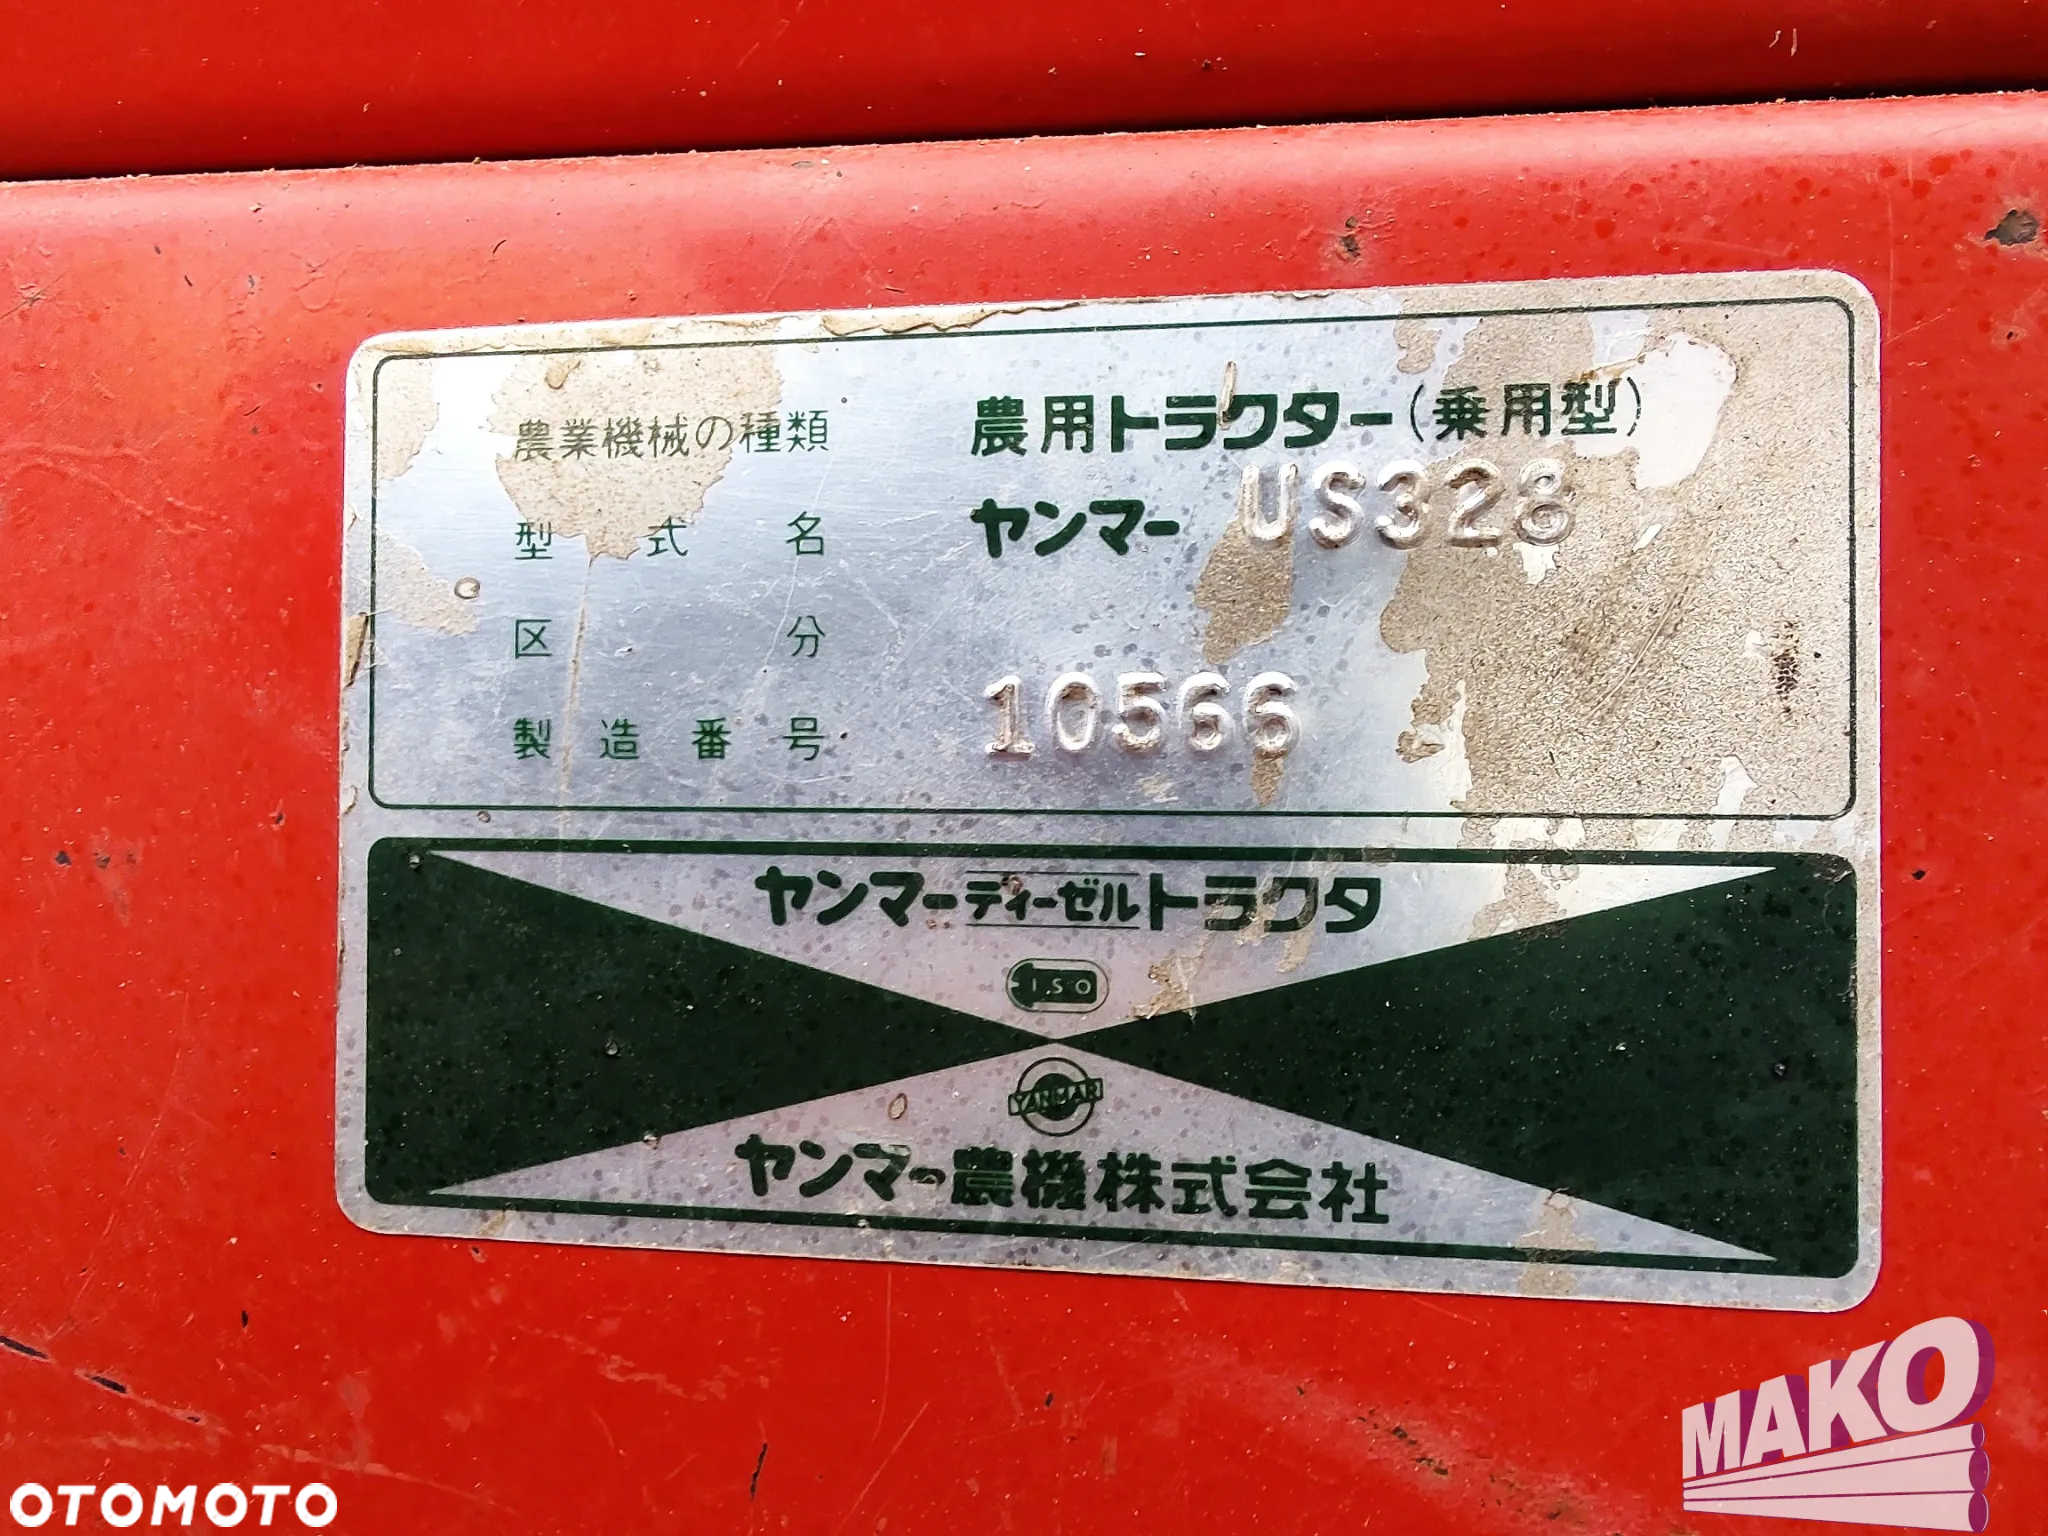 農業機械の種類 農用トラクター(乗用型)
型式名 ヤンマー US328
区分
製造番号 10566
ヤンマーディーゼルトラクタ
I.S O
YANMAR
ヤンマー農機株式会社
MAKO
OTOMOTO